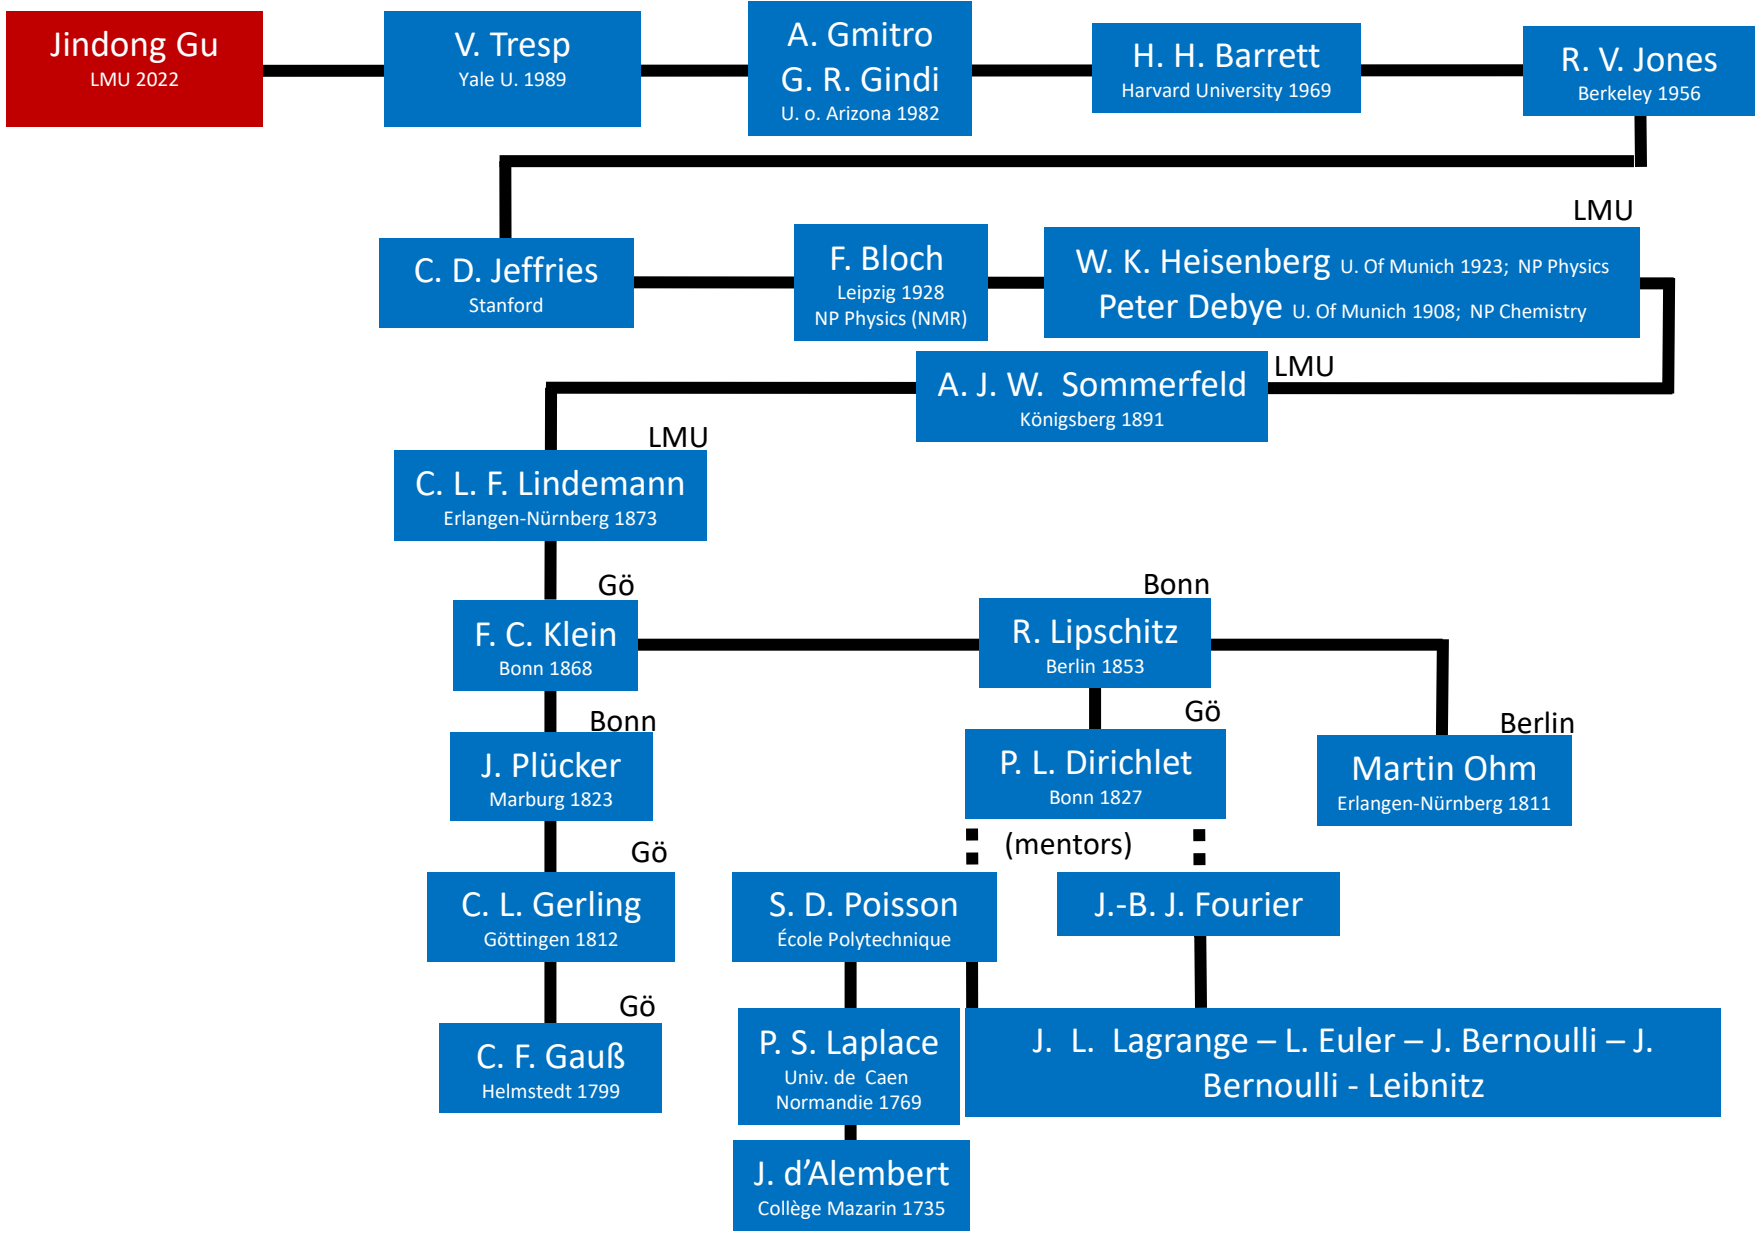 Jindong Gu
LMU 2022
V. Tresp
Yale U. 1989
A. Gmitro
G. R. Gindi
U. o. Arizona 1982
H. H. Barrett
Harvard University 1969
R. V. Jones
Berkeley 1956
C. D. Jeffries
Stanford
F. Bloch
Leipzig 1928
NP Physics (NMR)
LMU
W. K. Heisenberg U. Of Munich 1923; NP Physics
Peter Debye U. Of Munich 1908; NP Chemistry
A. J. W. Sommerfeld
Königsberg 1891
LMU
LMU
C. L. F. Lindemann
Erlangen-Nürnberg 1873
Gö
F. C. Klein
Bonn 1868
Bonn
R. Lipschitz
Berlin 1853
Bonn
J. Plücker
Marburg 1823
Gö
P. L. Dirichlet
Bonn 1827
Berlin
Martin Ohm
Erlangen-Nürnberg 1811
(mentors)
Gö
C. L. Gerling
Göttingen 1812
S. D. Poisson
École Polytechnique
J.-B. J. Fourier
Gö
C. F. Gauß
Helmstedt 1799
P. S. Laplace
Univ. de Caen
Normandie 1769
J. L. Lagrange – L. Euler – J. Bernoulli – J.
Bernoulli - Leibnitz
J. d’Alembert
Collège Mazarin 1735